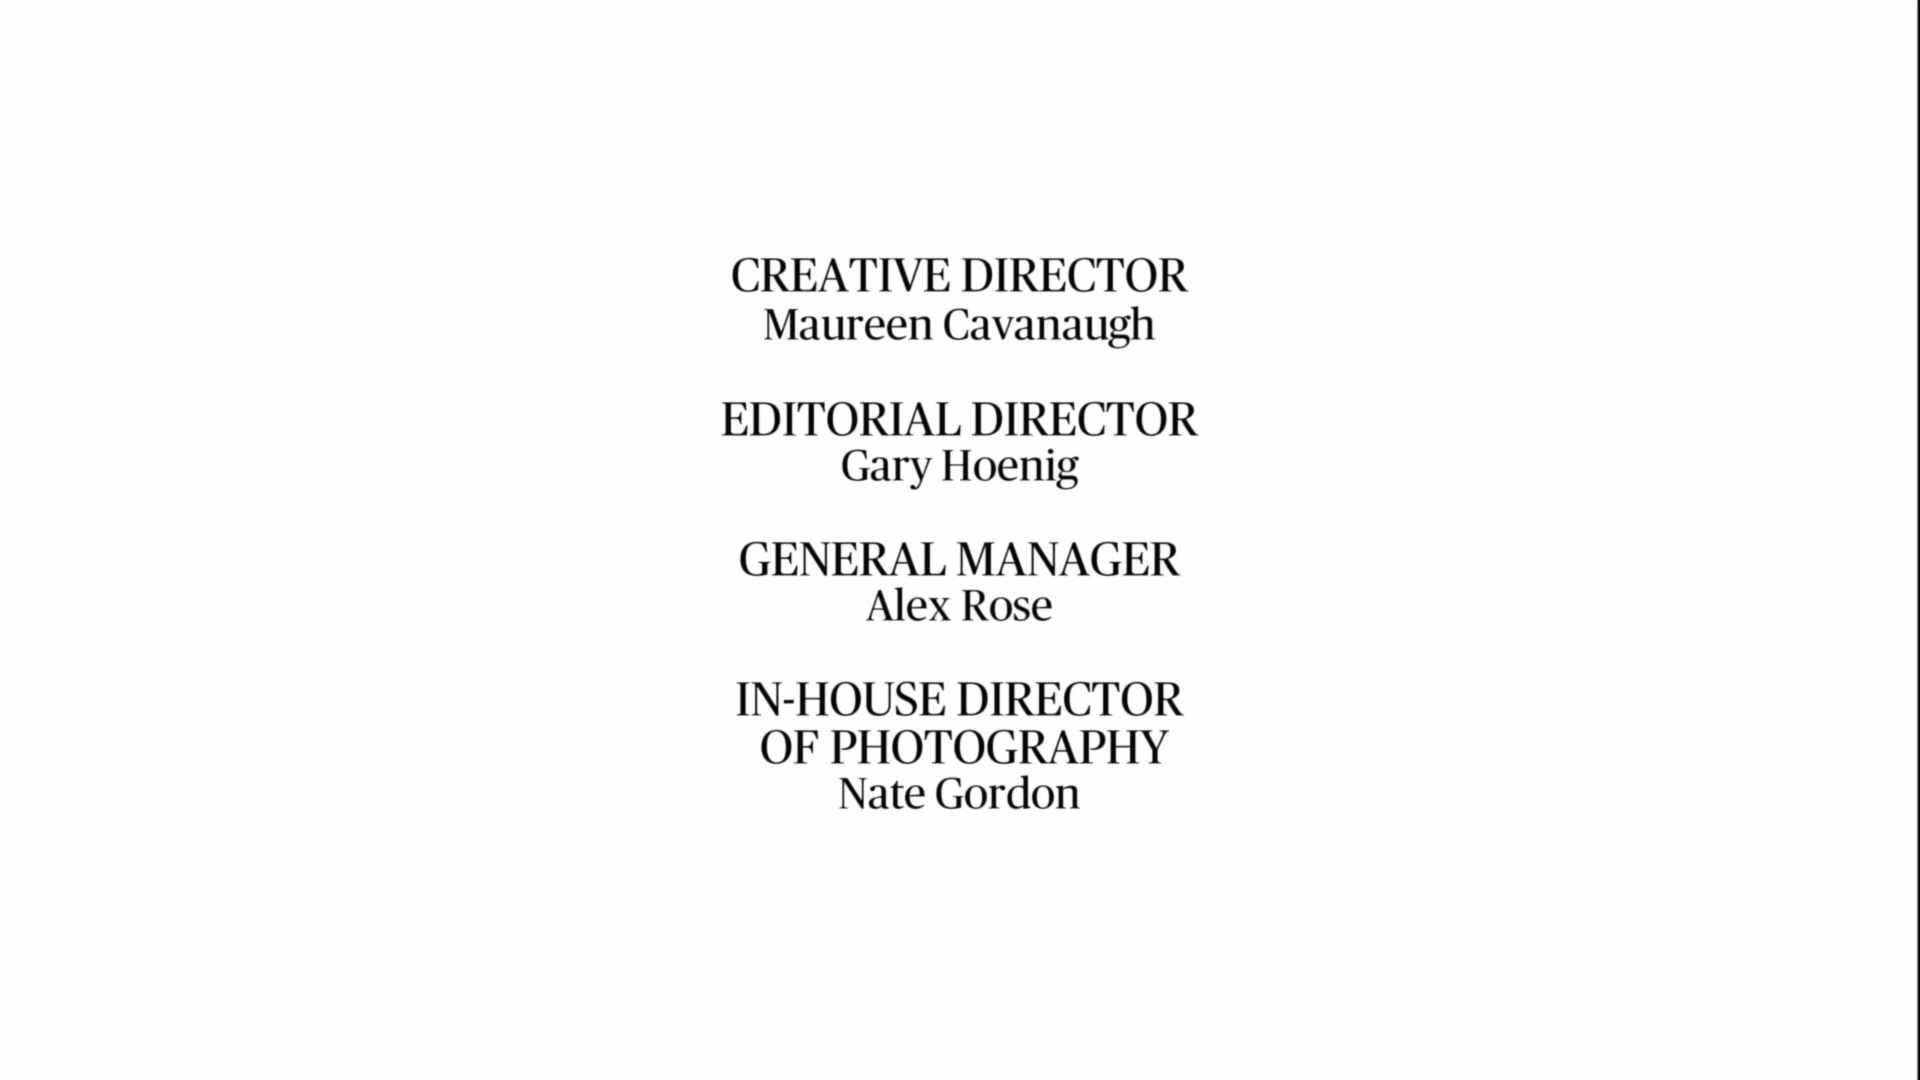 CREATIVE DIRECTOR
Maureen Cavanaugh
EDITORIAL DIRECTOR
Gary Hoenig
GENERAL MANAGER
Alex Rose
IN-HOUSE DIRECTOR
OF PHOTOGRAPHY
Nate Gordon